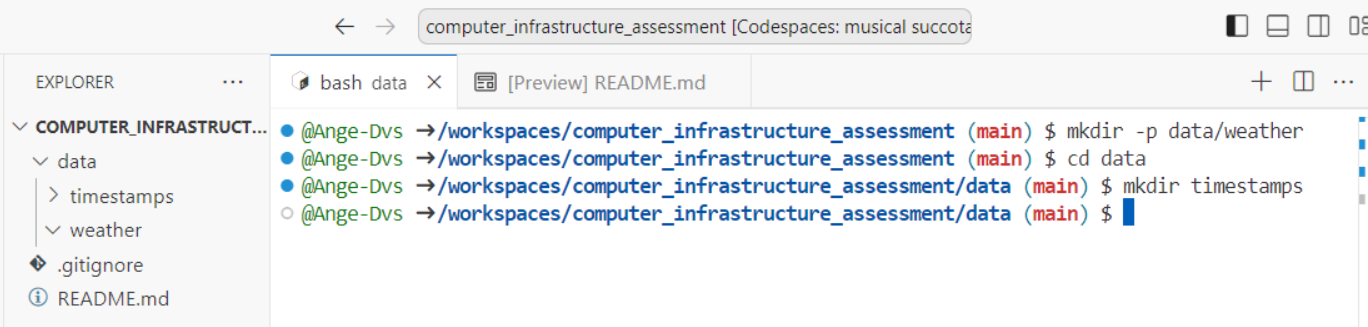 computer_infrastructure_assessment [Codespaces: musical succota
EXPLORER ...
bash data × [Preview] README.md
COMPUTER_INFRASTRUCT...
data
timestamps
weather
.gitignore
README.md
@Ange-Dvs ➜/workspaces/computer_infrastructure_assessment (main) $ mkdir -p data/weather
@Ange-Dvs ➜/workspaces/computer_infrastructure_assessment (main) $ cd data
@Ange-Dvs ➜/workspaces/computer_infrastructure_assessment/data (main) $ mkdir timestamps
@Ange-Dvs ➜/workspaces/computer_infrastructure_assessment/data (main) $